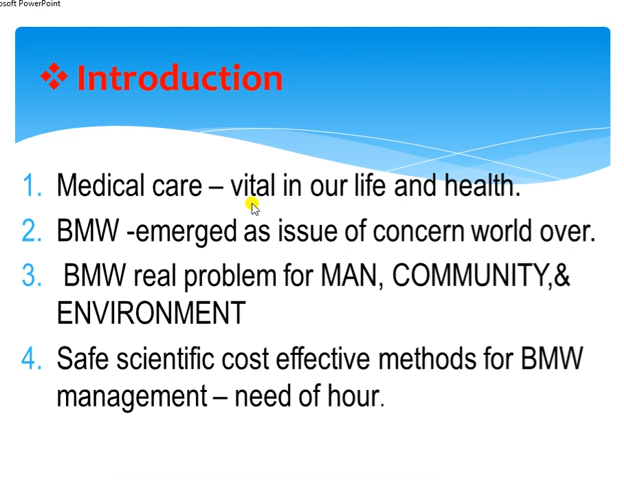 osoft PowerPoint
❖ Introduction
1. Medical care – vital in our life and health.
2. BMW -emerged as issue of concern world over.
3. BMW real problem for MAN, COMMUNITY,&
ENVIRONMENT
4. Safe scientific cost effective methods for BMW
management – need of hour.